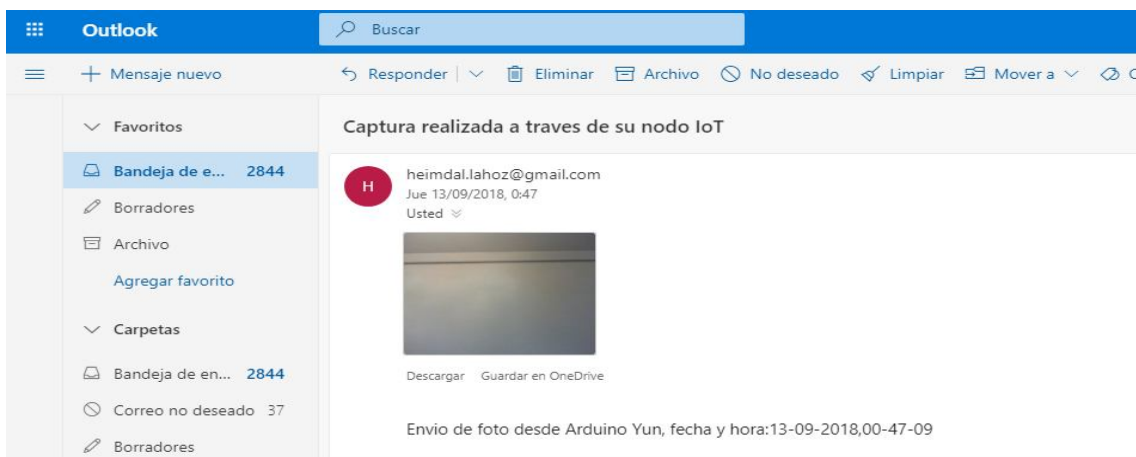 Outlook
Buscar
Mensaje nuevo
Responder Eliminar Archivo No deseado Limpiar Mover a
Favoritos
Captura realizada a traves de su nodo IoT
Bandeja de e... 2844
H
heimdal.lahoz@gmail.com
Jue 13/09/2018, 0:47
Usted
Borradores
Archivo
Agregar favorito
Carpetas
Bandeja de en... 2844
Descargar Guardar en OneDrive
Correo no deseado 37
Envio de foto desde Arduino Yun, fecha y hora:13-09-2018,00-47-09
Borradores